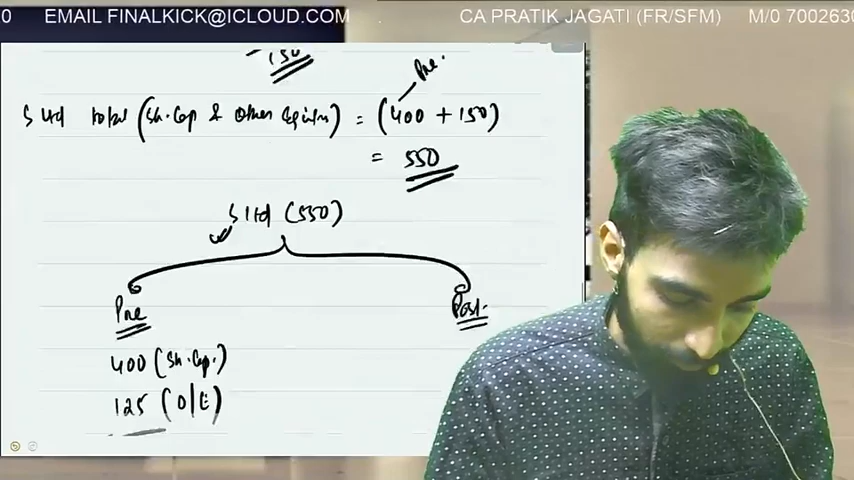 0 EMAIL FINALKICK@ICLOUD.COM CA PRATIK JAGATI (FR/SFM) M/0 7002630
150
Pre.
S Ltd total (Sh. Cap & Other Equity) = (400 + 150)
= 550
S Ltd (550)
Pre Post.
400 (Sh. Cap.)
125 (O/E)